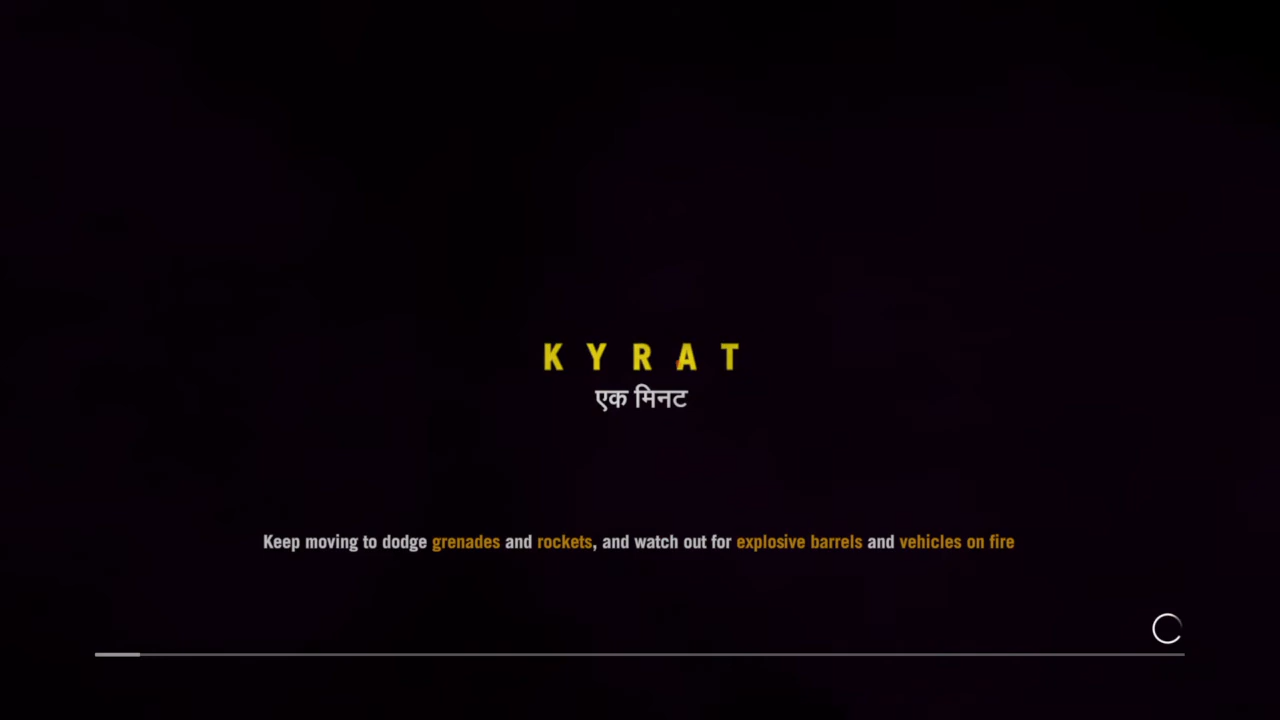 KYRAT
एक मिनट
Keep moving to dodge grenades and rockets, and watch out for explosive barrels and vehicles on fire